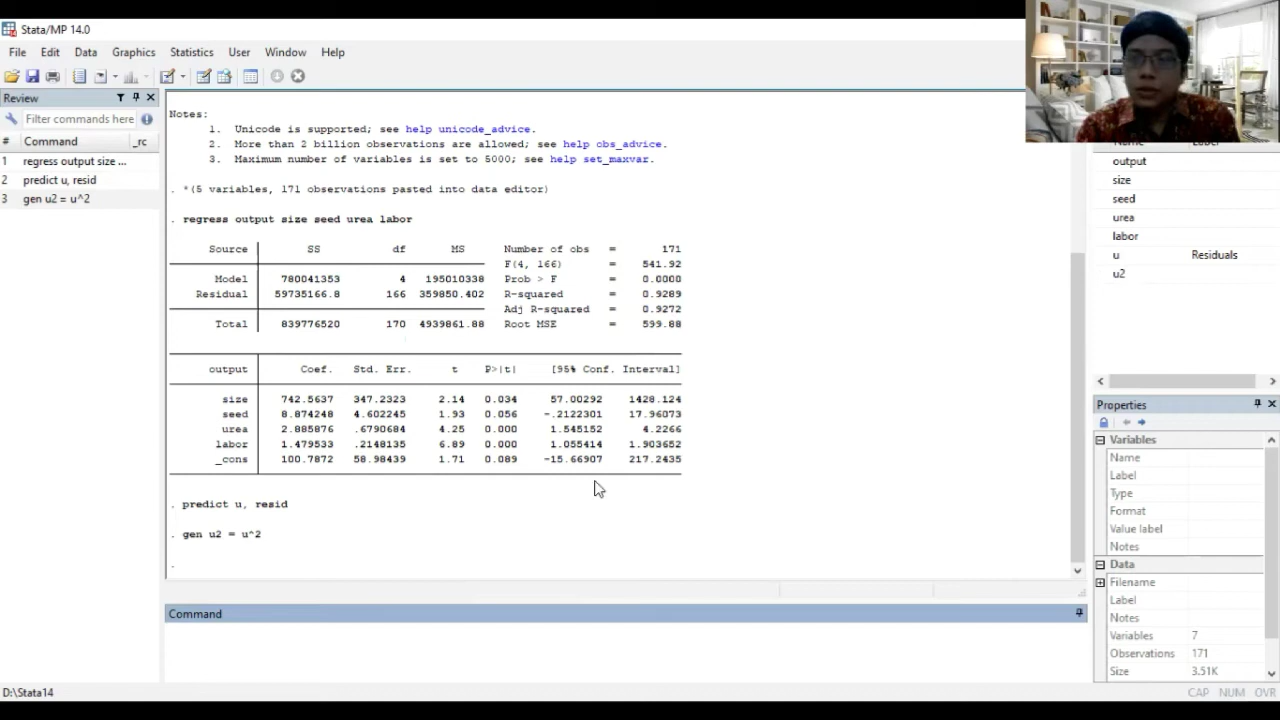 Stata/MP 14.0
File Edit Data Graphics Statistics User Window Help
Review
Filter commands here
# Command _rc
1 regress output size ...
2 predict u, resid
3 gen u2 = u^2
Notes:
1. Unicode is supported; see help unicode_advice.
2. More than 2 billion observations are allowed; see help obs_advice.
3. Maximum number of variables is set to 5000; see help set_maxvar.
. *(5 variables, 171 observations pasted into data editor)
. regress output size seed urea labor
Source SS df MS Number of obs = 171
F(4, 166) = 541.92
Model 780041353 4 195010338 Prob > F = 0.0000
Residual 59735166.8 166 359850.402 R-squared = 0.9289
Adj R-squared = 0.9272
Total 839776520 170 4939861.88 Root MSE = 599.88
output Coef. Std. Err. t P>|t| [95% Conf. Interval]
size 742.5637 347.2323 2.14 0.034 57.00292 1428.124
seed 8.874248 4.602245 1.93 0.056 -.2122301 17.96073
urea 2.885876 .6790684 4.25 0.000 1.545152 4.2266
labor 1.479533 .2148135 6.89 0.000 1.055414 1.903652
_cons 100.7872 58.98439 1.71 0.089 -15.66907 217.2435
. predict u, resid
. gen u2 = u^2
.
Command
Name Label
output
size
seed
urea
labor
u Residuals
u2
Properties
Variables
Name
Label
Type
Format
Value label
Notes
Data
Filename
Label
Notes
Variables 7
Observations 171
Size 3.51K
D:\Stata14
CAP NUM OVR